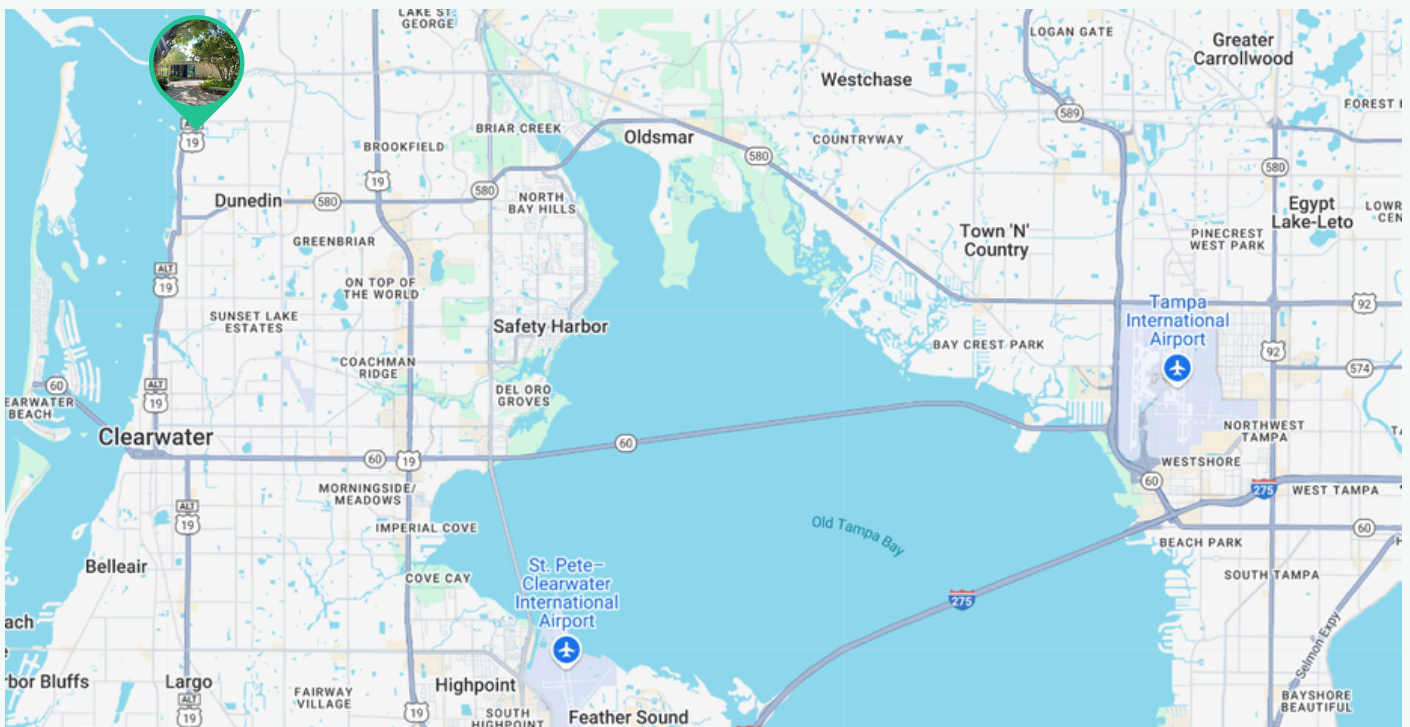 LAKE ST
GEORGE
LOGAN GATE
Greater
Carrollwood
Westchase
589
FOREST
ALT
19
BRIAR CREEK
Oldsmar
COUNTRYWAY
BROOKFIELD
580
580
19
580
Dunedin
580
NORTH
BAY HILLS
Egypt
Lake-Leto
LOWR
CEN
GREENBRIAR
Town 'N'
Country
PINECREST
WEST PARK
ALT
19
ON TOP OF
THE WORLD
SUNSET LAKE
ESTATES
Safety Harbor
Tampa
International
Airport
92
BAY CREST PARK
92
COACHMAN
RIDGE
574
60
ALT
19
DEL ORO
GROVES
EARWATER
BEACH
Clearwater
60
NORTHWEST
TAMPA
60
19
WESTSHORE
60
MORNINGSIDE/
MEADOWS
275
WEST TAMPA
ALT
19
IMPERIAL COVE
Old Tampa Bay
60
BEACH PARK
Belleair
St. Pete–
Clearwater
International
Airport
COVE CAY
SOUTH TAMPA
275
ach
Selmon Expy
rbor Bluffs
Largo
FAIRWAY
VILLAGE
Highpoint
BAYSHORE
BEAUTIFUL
ALT
19
19
SOUTH
HIGHPOINT
Feather Sound